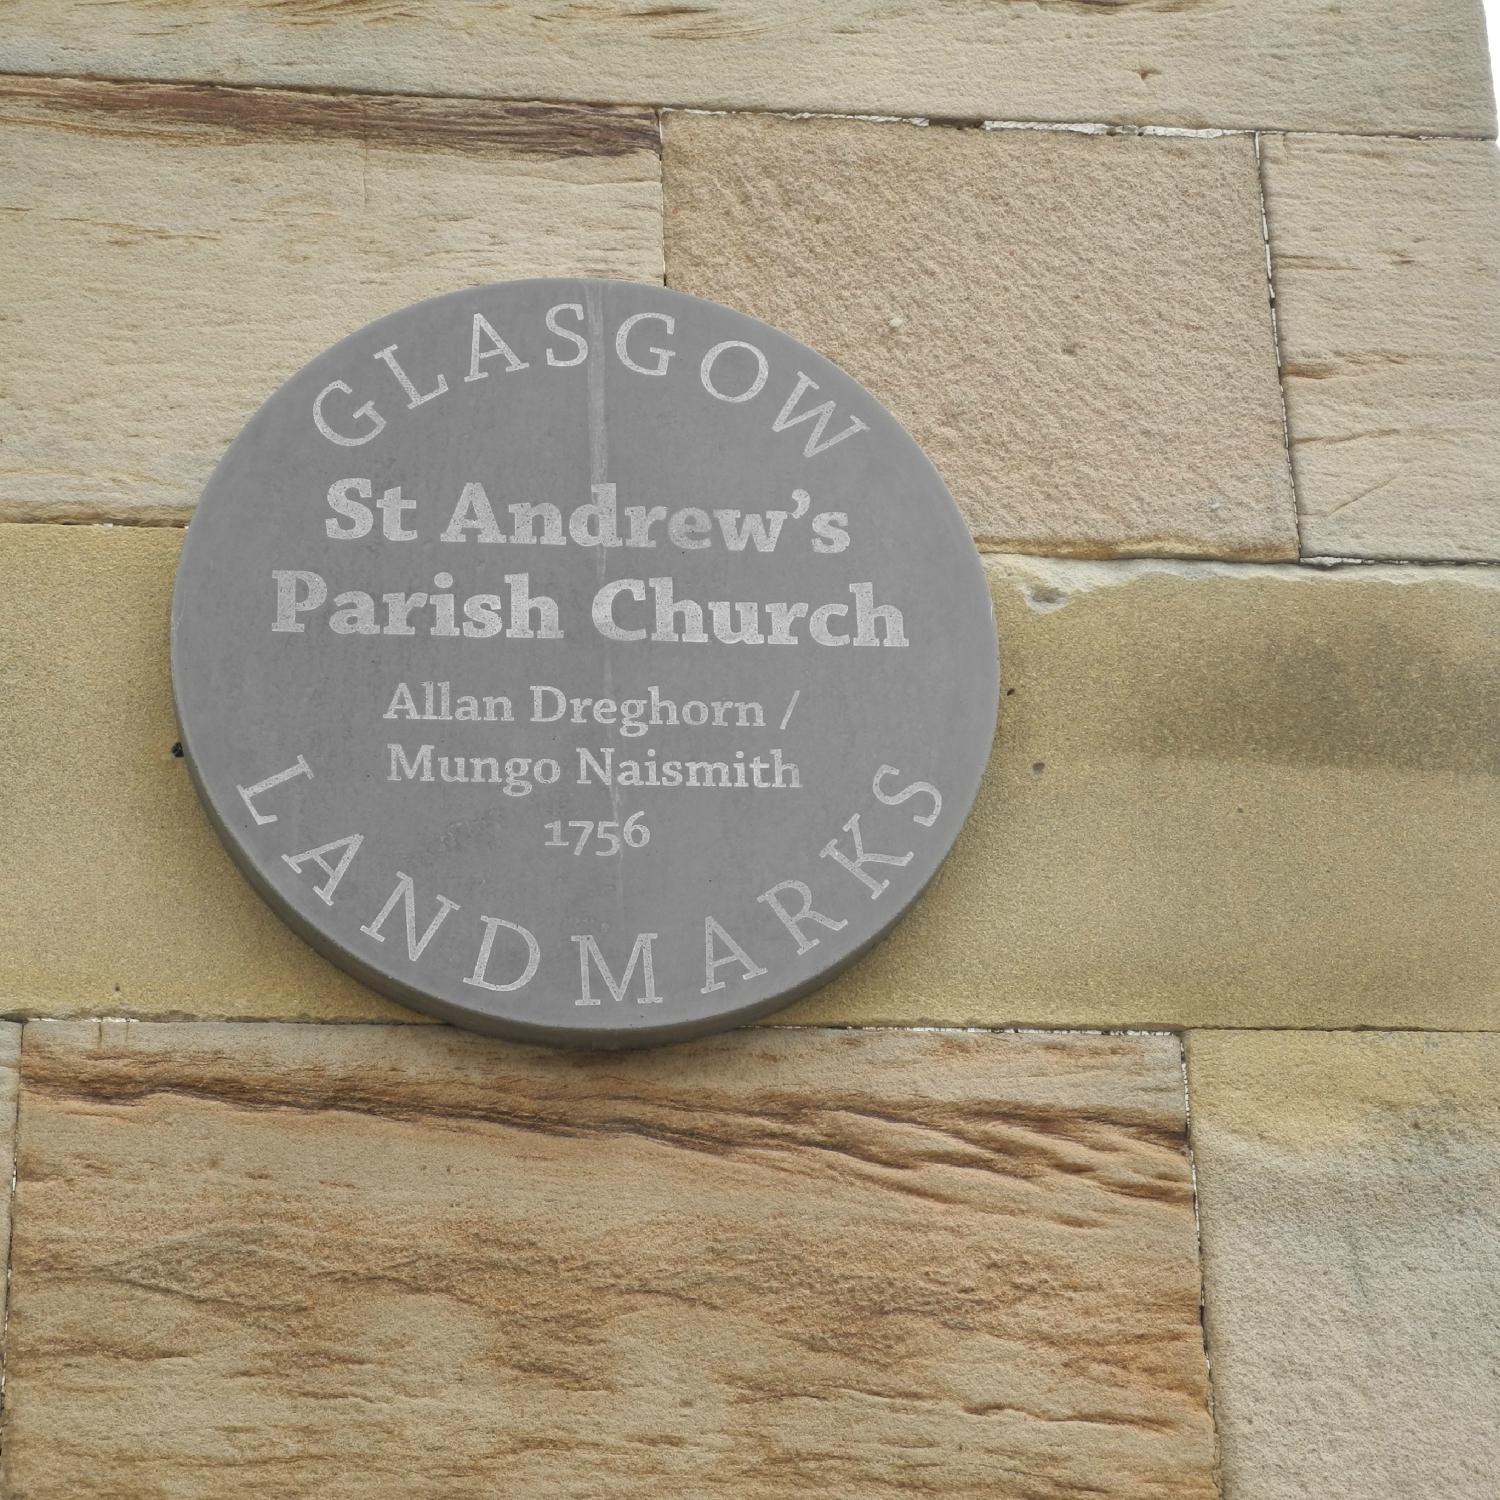 GLASGOW
St Andrew’s
Parish Church
Allan Dreghorn /
Mungo Naismith
1756
LANDMARKS